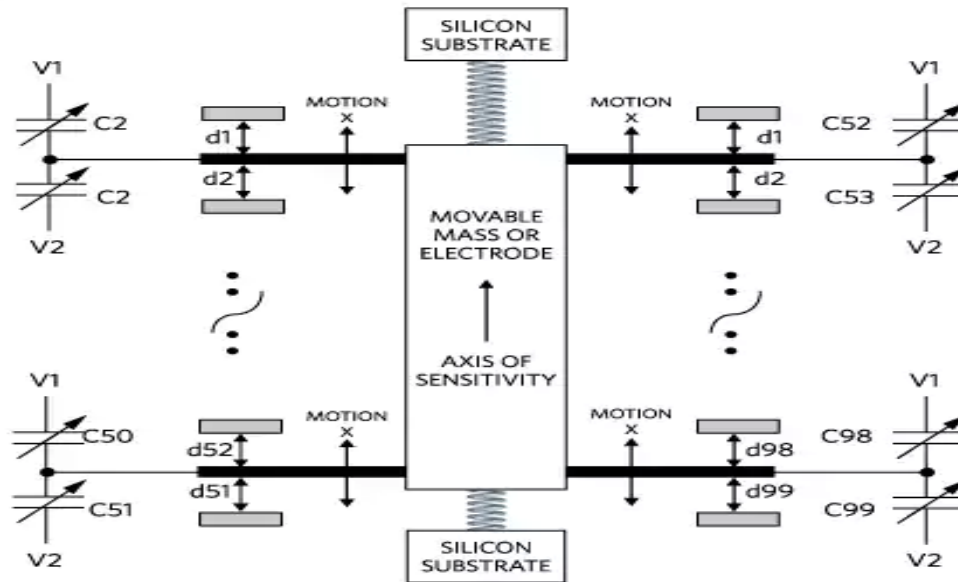 SILICON
SUBSTRATE
V1
C2
C2
V2
d1
d2
MOTION
X
MOTION
X
d1
d2
V1
C52
C53
V2
MOVABLE
MASS OR
ELECTRODE
AXIS OF
SENSITIVITY
V1
C50
C51
V2
d52
d51
MOTION
X
MOTION
X
d98
d99
V1
C98
C99
V2
SILICON
SUBSTRATE